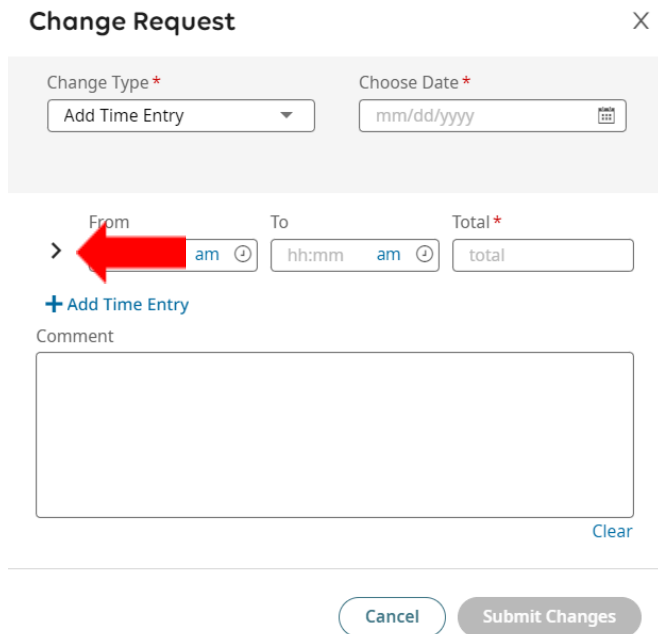 Change Request
Change Type * Choose Date *
Add Time Entry mm/dd/yyyy
From To Total *
am hh:mm am total
+ Add Time Entry
Comment
Clear
Cancel Submit Changes